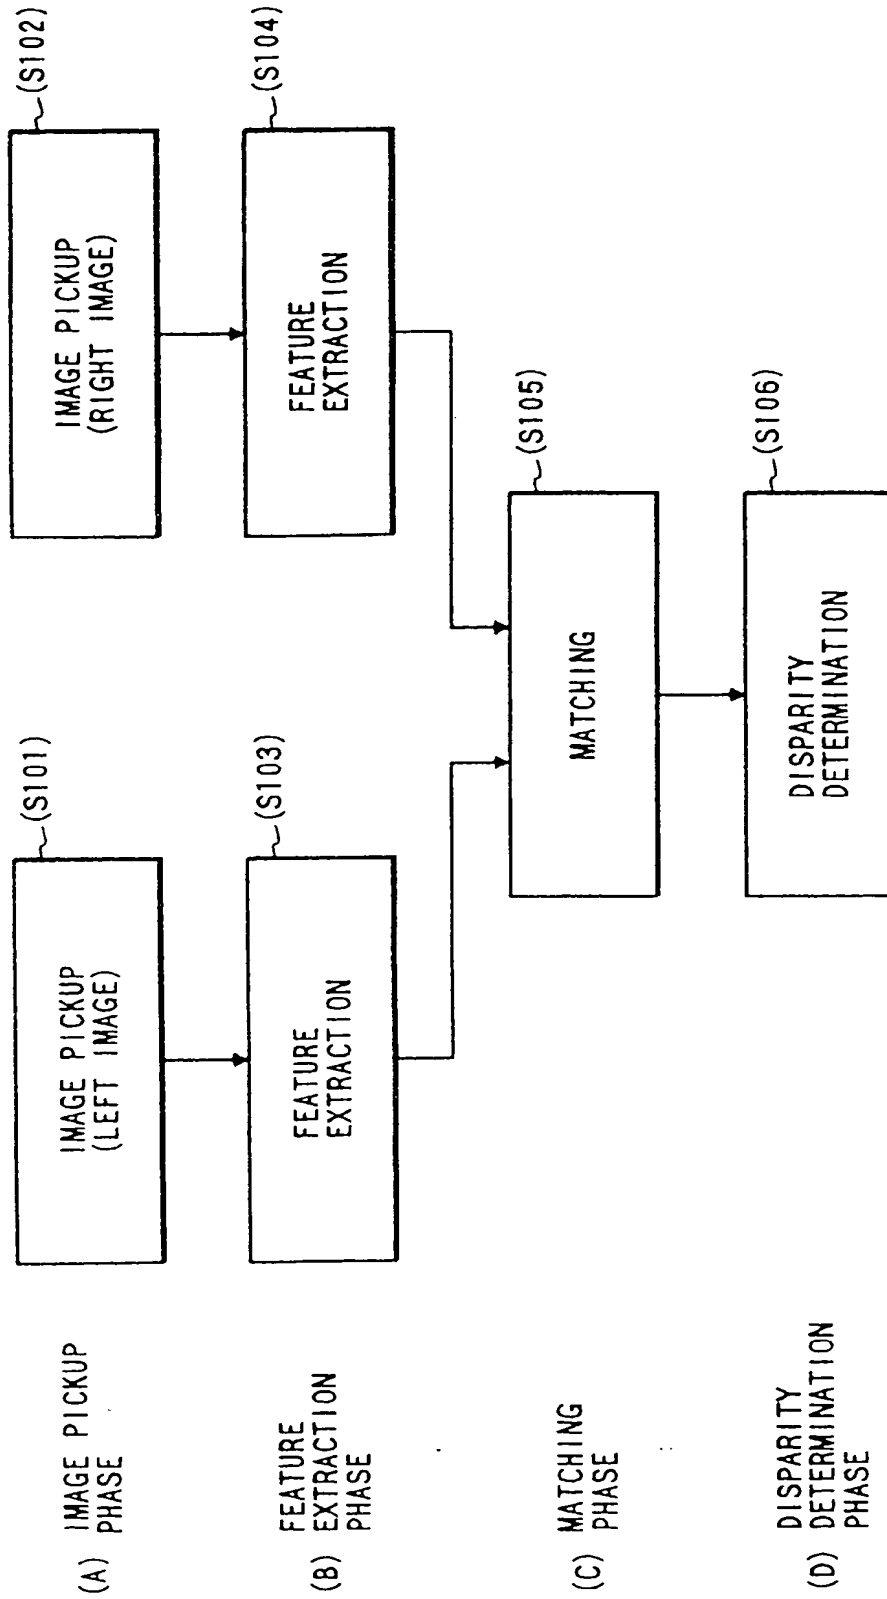 (A) IMAGE PICKUP
PHASE
IMAGE PICKUP
(LEFT IMAGE)
(S101)
IMAGE PICKUP
(RIGHT IMAGE)
(S102)
(B) FEATURE
EXTRACTION
PHASE
FEATURE
EXTRACTION
(S103)
FEATURE
EXTRACTION
(S104)
(C) MATCHING
PHASE
MATCHING
(S105)
(D) DISPARITY
DETERMINATION
PHASE
DISPARITY
DETERMINATION
(S106)